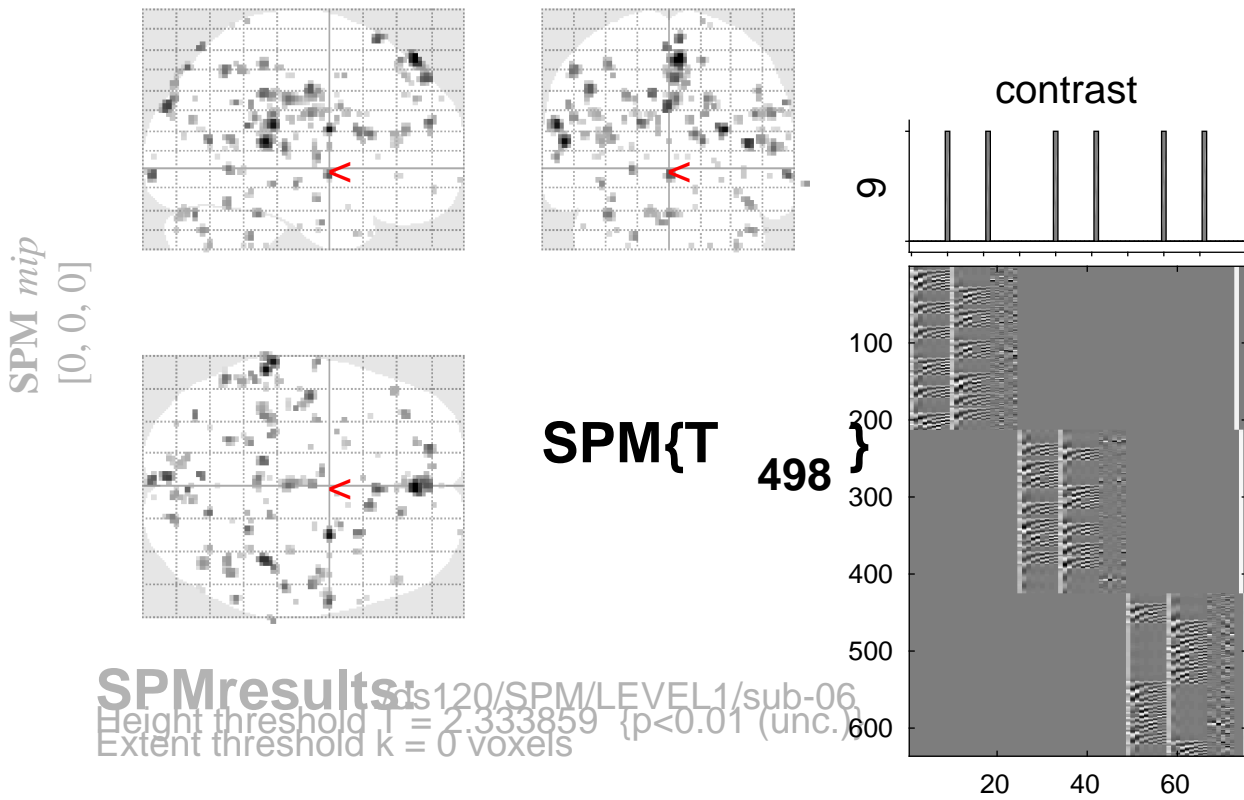 SPM mip
[0, 0, 0]
<
<
<
SPM{T 498 }
contrast
9
100
200
300
400
500
600
20 40 60
SPMresults: /ds120/SPM/LEVEL1/sub-06
Height threshold T = 2.333859 {p<0.01 (unc.)}
Extent threshold k = 0 voxels